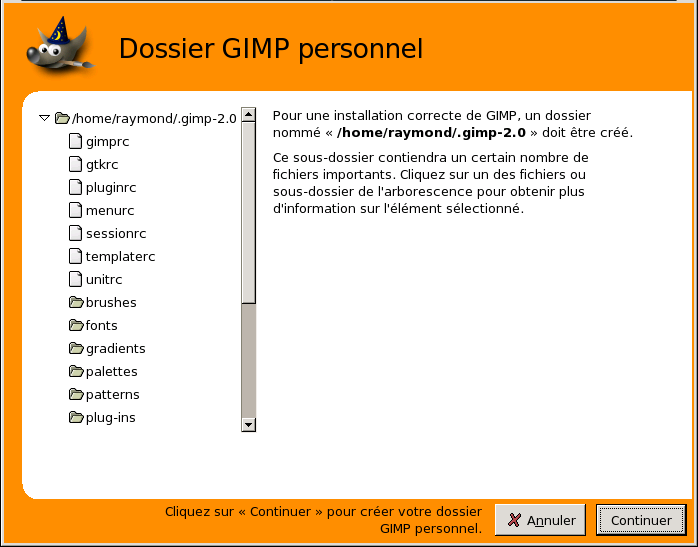 Dossier GIMP personnel
/home/raymond/.gimp-2.0
gimprc
gtkrc
pluginrc
menurc
sessionrc
templaterc
unitrc
brushes
fonts
gradients
palettes
patterns
plug-ins
Pour une installation correcte de GIMP, un dossier
nommé « /home/raymond/.gimp-2.0 » doit être créé.
Ce sous-dossier contiendra un certain nombre de
fichiers importants. Cliquez sur un des fichiers ou
sous-dossier de l'arborescence pour obtenir plus
d'information sur l'élément sélectionné.
Cliquez sur « Continuer » pour créer votre dossier
GIMP personnel.
Annuler
Continuer